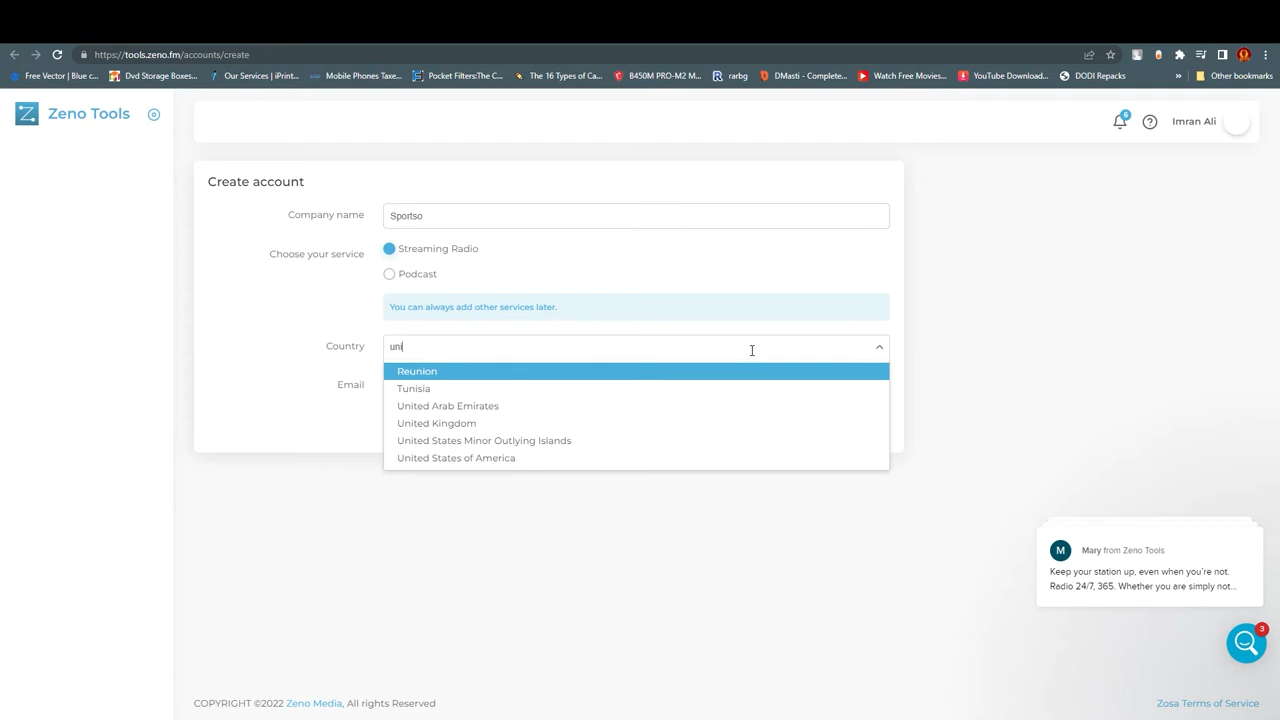 https://tools.zeno.fm/accounts/create
Free Vector | Blue c...
Dvd Storage Boxes...
Our Services | iPrint...
Mobile Phones Taxe...
Pocket Filters:The C...
The 16 Types of Ca...
B450M PRO-M2 M...
rarbg
DMasti - Complete...
Watch Free Movies...
YouTube Download...
DODI Repacks
»
Other bookmarks
Zeno Tools
6
Imran Ali
Create account
Company name
Sportso
Choose your service
Streaming Radio
Podcast
You can always add other services later.
Country
uni
Reunion
Email
Tunisia
United Arab Emirates
United Kingdom
United States Minor Outlying Islands
United States of America
M
Mary from Zeno Tools
Keep your station up, even when you're not.
Radio 24/7, 365. Whether you are simply not...
3
COPYRIGHT ©2022 Zeno Media, All rights Reserved
Zosa Terms of Service